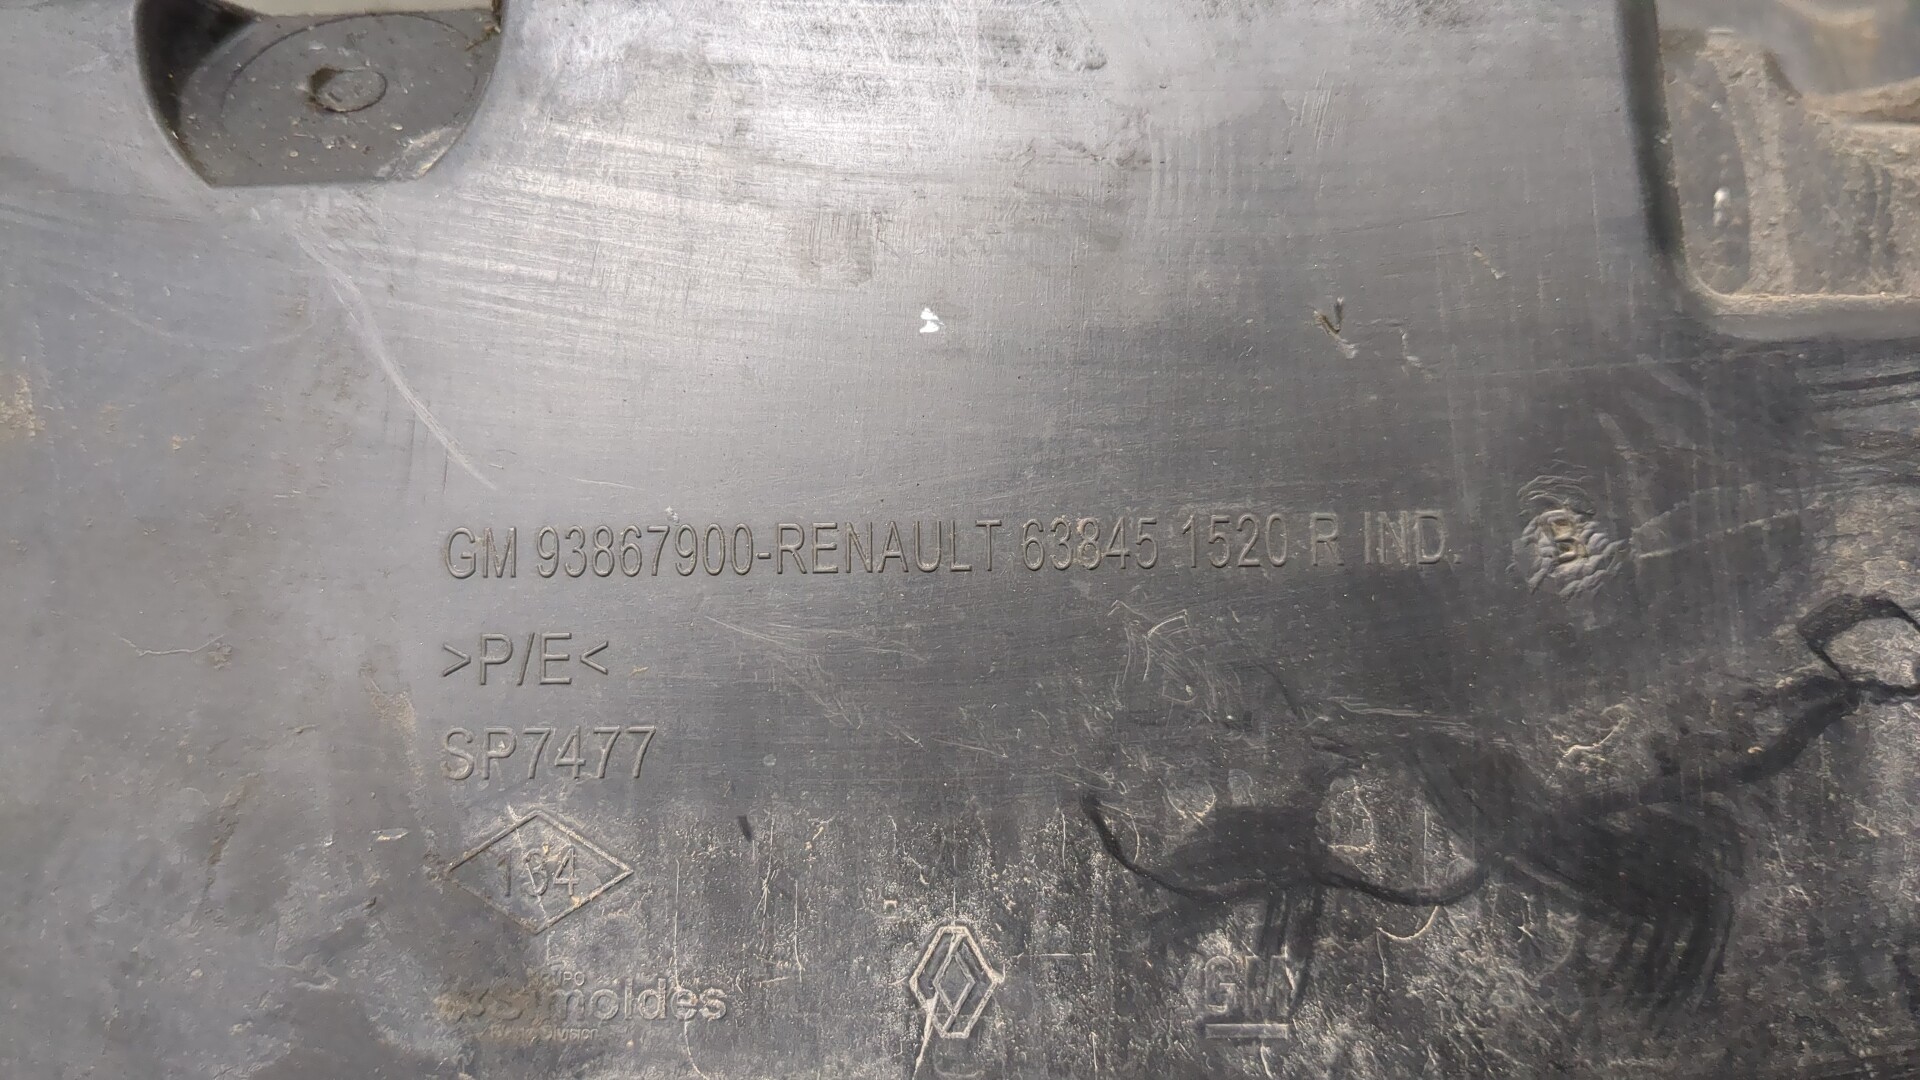 GM 93867900-RENAULT 63845 1520 R IND. B
>P/E<
SP7477
134
moldes
GM